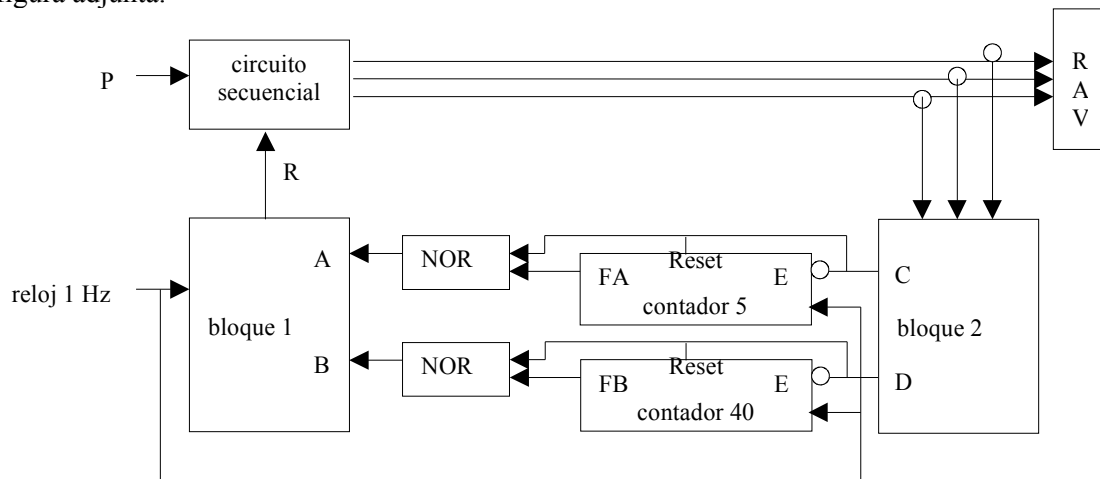 figura adjunta.
P
circuito
secuencial
R
A
V
R
reloj 1 Hz
bloque 1
A
B
NOR
NOR
Reset
FA
E
contador 5
Reset
FB
E
contador 40
C
bloque 2
D